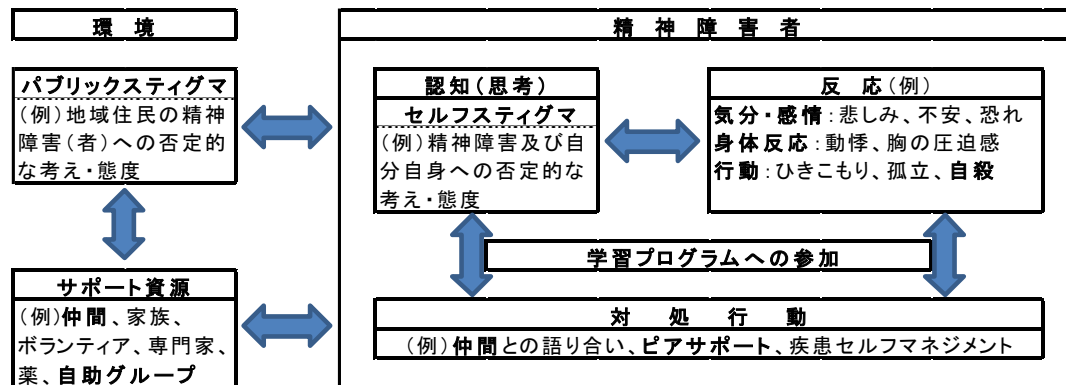 環境
精神障害者
パブリックスティグマ
(例)地域住民の精神
障害(者)への否定的
な考え・態度
認知(思考)
セルフスティグマ
(例)精神障害及び自
分自身への否定的な
考え・態度
反応(例)
気分・感情:悲しみ、不安、恐れ
身体反応:動悸、胸の圧迫感
行動:ひきこもり、孤立、自殺
学習プログラムへの参加
サポート資源
(例)仲間、家族、
ボランティア、専門家、
薬、自助グループ
対処行動
(例)仲間との語り合い、ピアサポート、疾患セルフマネジメント